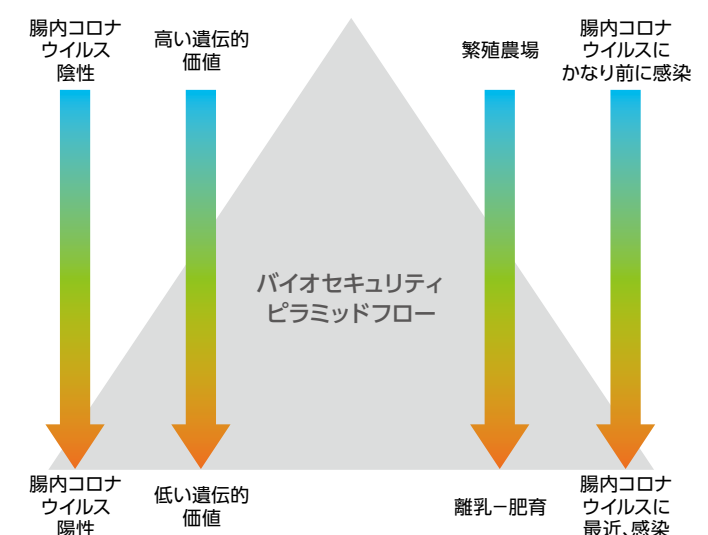 腸内コロナ
ウイルス
陰性
高い遺伝的
価値
繁殖農場
腸内コロナ
ウイルスに
かなり前に感染
バイオセキュリティ
ピラミッドフロー
腸内コロナ
ウイルス
陽性
低い遺伝的
価値
離乳−肥育
腸内コロナ
ウイルスに
最近、感染